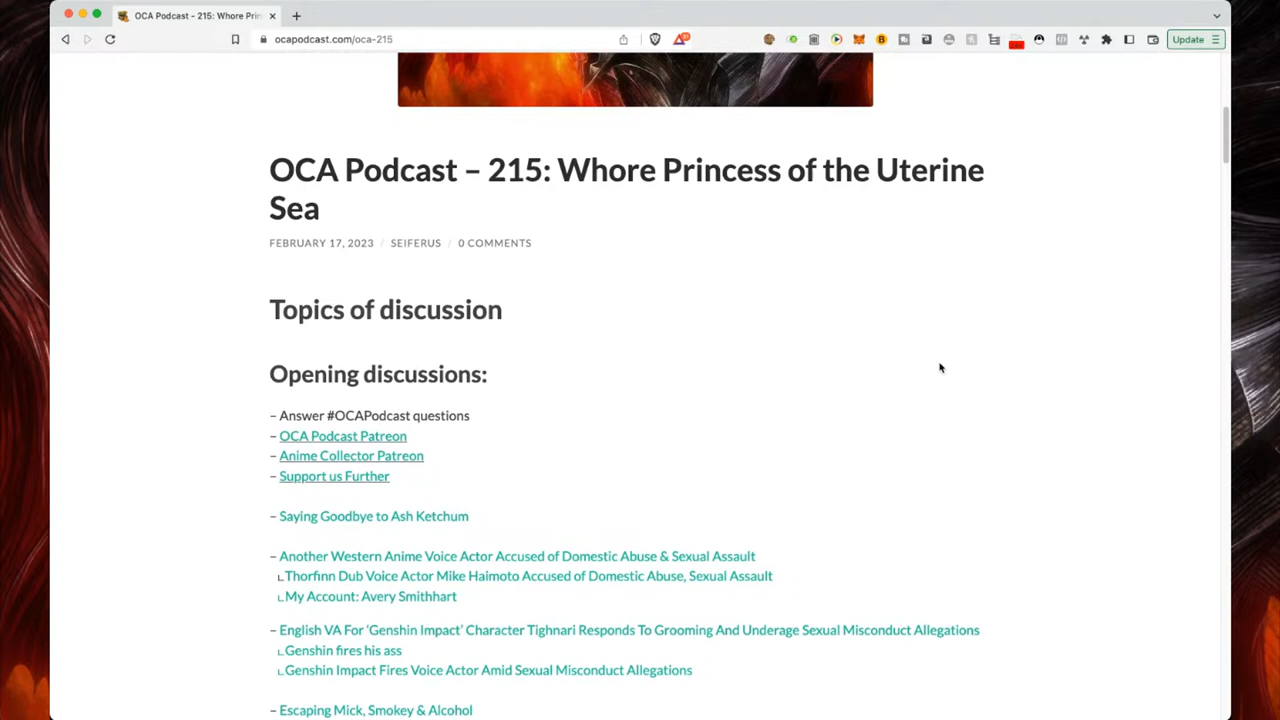 OCA Podcast - 215: Whore Prin
ocapodcast.com/oca-215
Update
OCA Podcast – 215: Whore Princess of the Uterine
Sea
FEBRUARY 17, 2023 / SEIFERUS / 0 COMMENTS
Topics of discussion
Opening discussions:
– Answer #OCAPodcast questions
– OCA Podcast Patreon
– Anime Collector Patreon
– Support us Further
– Saying Goodbye to Ash Ketchum
– Another Western Anime Voice Actor Accused of Domestic Abuse & Sexual Assault
∟Thorfinn Dub Voice Actor Mike Haimoto Accused of Domestic Abuse, Sexual Assault
∟My Account: Avery Smithhart
– English VA For ‘Genshin Impact’ Character Tighnari Responds To Grooming And Underage Sexual Misconduct Allegations
∟Genshin fires his ass
∟Genshin Impact Fires Voice Actor Amid Sexual Misconduct Allegations
– Escaping Mick, Smokey & Alcohol